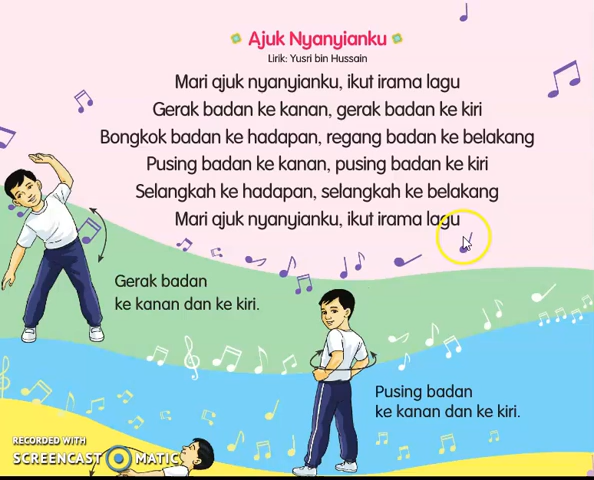 Ajuk Nyanyianku
Lirik: Yusri bin Hussain
Mari ajuk nyanyianku, ikut irama lagu
Gerak badan ke kanan, gerak badan ke kiri
Bongkok badan ke hadapan, regang badan ke belakang
Pusing badan ke kanan, pusing badan ke kiri
Selangkah ke hadapan, selangkah ke belakang
Mari ajuk nyanyianku, ikut irama lagu
Gerak badan
ke kanan dan ke kiri.
Pusing badan
ke kanan dan ke kiri.
RECORDED WITH
SCREENCAST MATIC